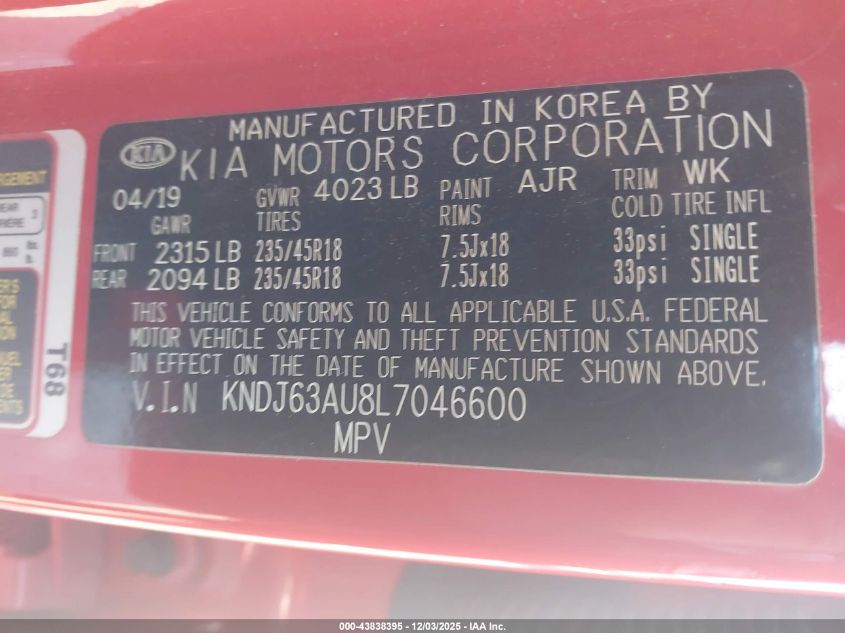 MANUFACTURED IN KOREA BY
KIA KIA MOTORS CORPORATION
04/19 GVWR 4023 LB PAINT AJR TRIM WK
GAWR TIRES RIMS COLD TIRE INFL
FRONT 2315 LB 235/45R18 7.5Jx18 33psi SINGLE
REAR 2094 LB 235/45R18 7.5Jx18 33psi SINGLE
THIS VEHICLE CONFORMS TO ALL APPLICABLE U.S.A. FEDERAL
MOTOR VEHICLE SAFETY AND THEFT PREVENTION STANDARDS
IN EFFECT ON THE DATE OF MANUFACTURE SHOWN ABOVE.
V.I.N KNDJ63AU8L7046600
MPV
T68
000-43838395 - 12/03/2025 - IAA Inc.